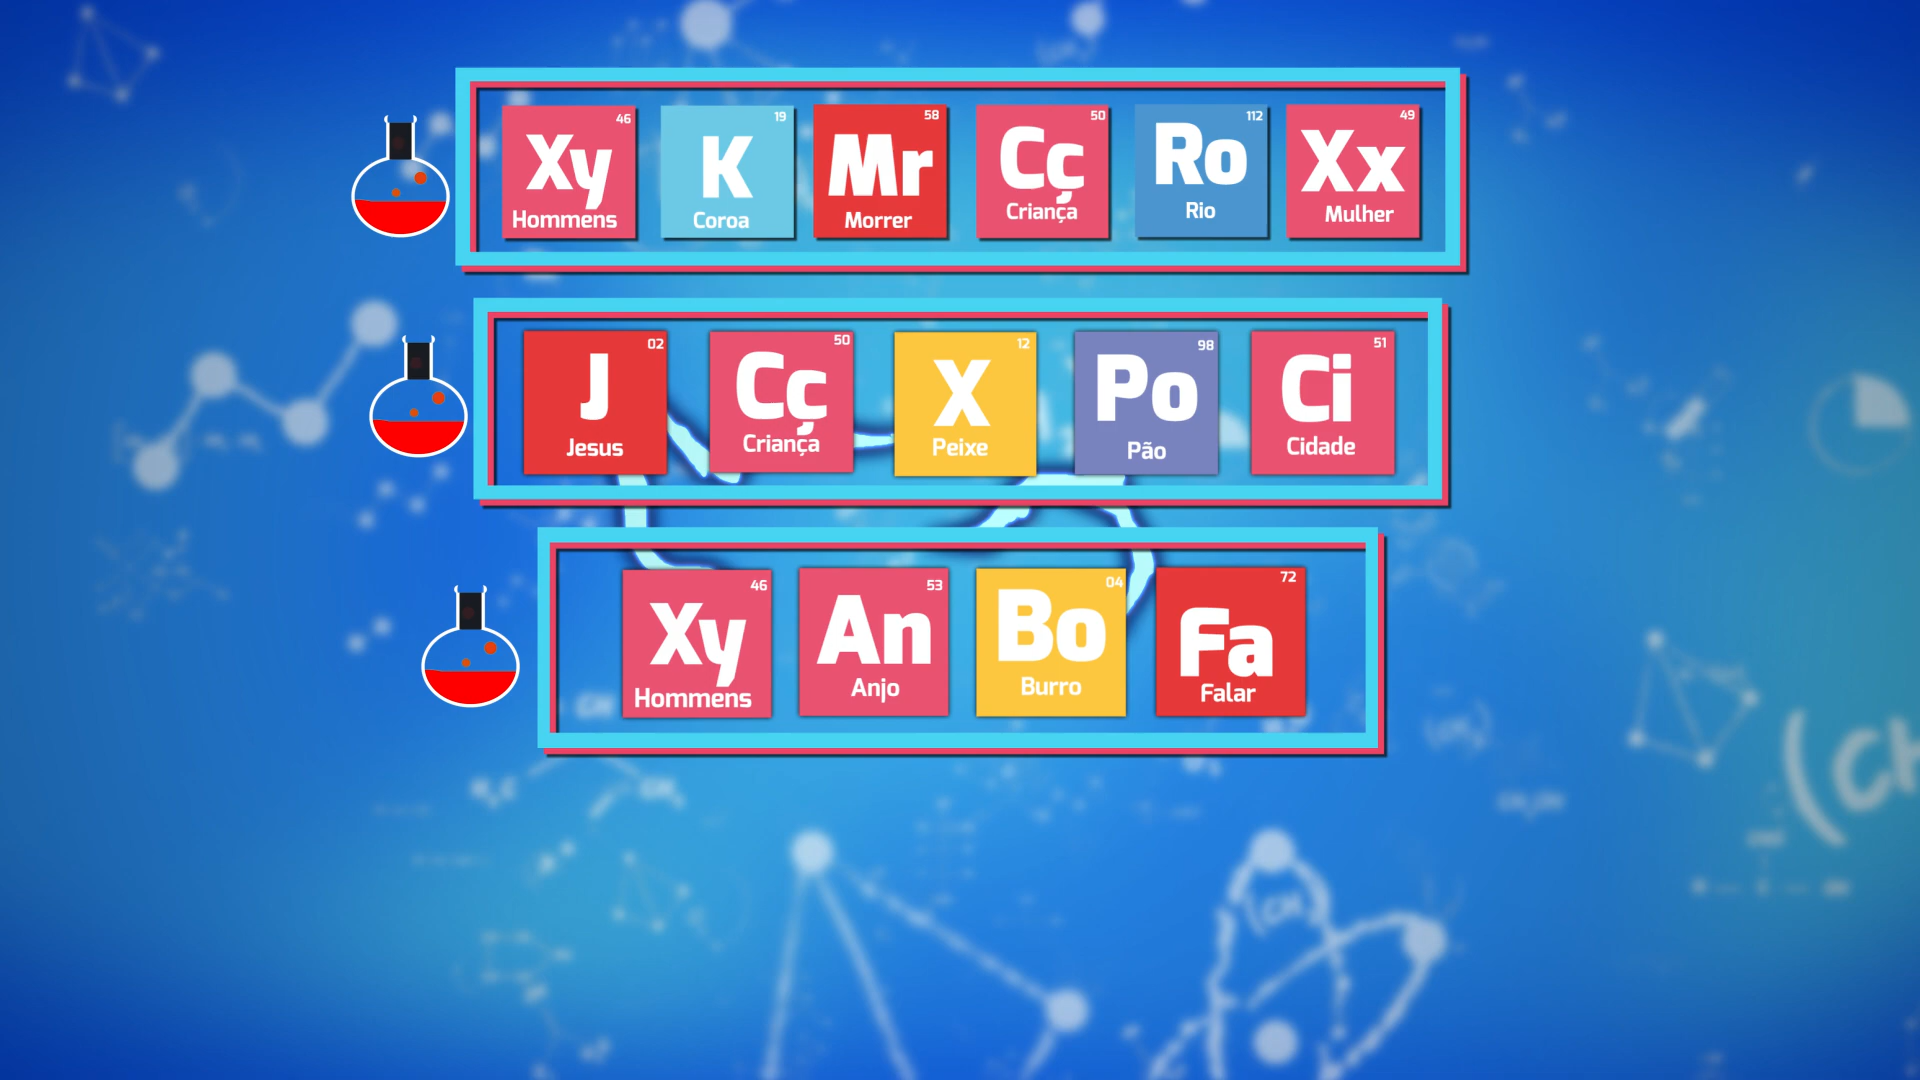 46 19 58 50 112 49
Xy K Mr Cç Ro Xx
Hommens Coroa Morrer Criança Rio Mulher
02 50 12 98 51
J Cç X Po Ci
Jesus Criança Peixe Pão Cidade
46 53 04 72
Xy An Bo Fa
Hommens Anjo Burro Falar
(CH
(CH)